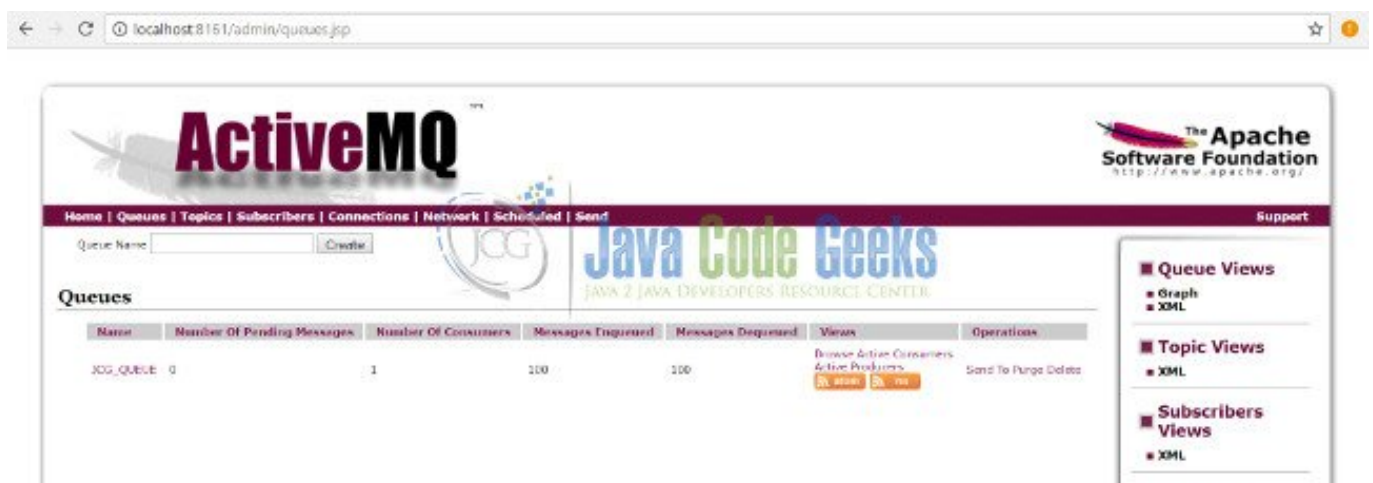 localhost:8161/admin/queues.jsp
ActiveMQ
TM
The Apache
Software Foundation
http://www.apache.org/
Home | Queues | Topics | Subscribers | Connections | Network | Scheduled | Send
Support
Queue Name
Create
JCG
Java Code Geeks
JAVA 2 JAVA DEVELOPERS RESOURCE CENTER
Queues
Name Number Of Pending Messages Number Of Consumers Messages Enqueued Messages Dequeued Views Operations
JCG_QUEUE 0 1 100 100
Browse Active Consumers
Active Producers
atom rss
Send To Purge Delete
Queue Views
Graph
XML
Topic Views
XML
Subscribers
Views
XML